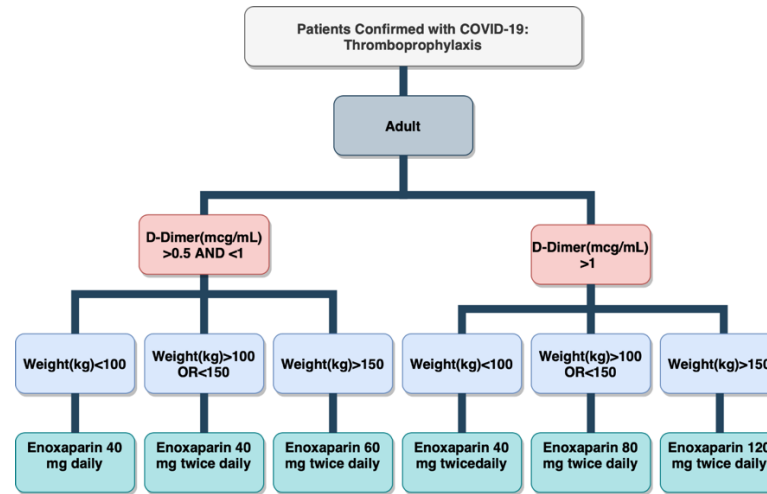 Patients Confirmed with COVID-19:
Thromboprophylaxis
Adult
D-Dimer(mcg/mL)
>0.5 AND <1
D-Dimer(mcg/mL)
>1
Weight(kg)<100
Weight(kg)>100
OR<150
Weight(kg)>150
Weight(kg)<100
Weight(kg)>100
OR<150
Weight(kg)>150
Enoxaparin 40
mg daily
Enoxaparin 40
mg twice daily
Enoxaparin 60
mg twice daily
Enoxaparin 40
mg twicedaily
Enoxaparin 80
mg twice daily
Enoxaparin 120
mg twice daily